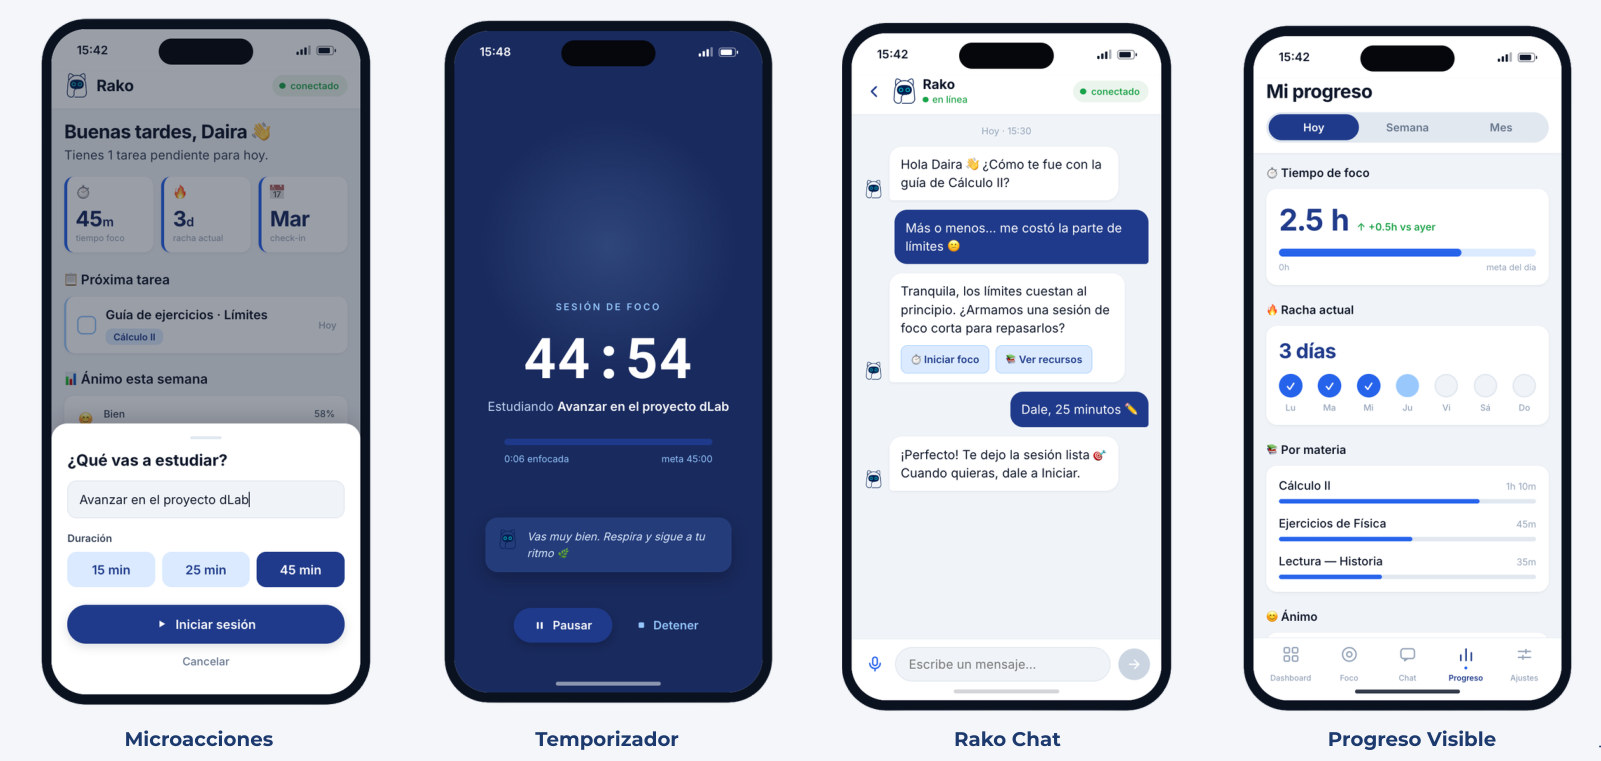 15:42
Rako
conectado
Buenas tardes, Daira 👋
Tienes 1 tarea pendiente para hoy.
45m
tiempo foco
3d
racha actual
17
Mar
check-in
Próxima tarea
Guía de ejercicios · Límites
Cálculo II
Hoy
Ánimo esta semana
Bien
58%
¿Qué vas a estudiar?
Avanzar en el proyecto dLab
Duración
15 min
25 min
45 min
Iniciar sesión
Cancelar
Microacciones
15:48
SESIÓN DE FOCO
44:54
Estudiando Avanzar en el proyecto dLab
0:06 enfocada
meta 45:00
Vas muy bien. Respira y sigue a tu
ritmo 🌿
Pausar
Detener
Temporizador
15:42
Rako
en línea
conectado
Hoy · 15:30
Hola Daira 👋 ¿Cómo te fue con la
guía de Cálculo II?
Más o menos... me costó la parte de
límites 😕
Tranquila, los límites cuestan al
principio. ¿Armamos una sesión de
foco corta para repasarlos?
⏱ Iniciar foco
📚 Ver recursos
Dale, 25 minutos ✏️
¡Perfecto! Te dejo la sesión lista 🎯
Cuando quieras, dale a Iniciar.
Escribe un mensaje...
Rako Chat
15:42
Mi progreso
Hoy
Semana
Mes
⏱ Tiempo de foco
2.5 h
↑ +0.5h vs ayer
0h
meta del día
🔥 Racha actual
3 días
Lu
Ma
Mi
Ju
Vi
Sá
Do
📚 Por materia
Cálculo II
1h 10m
Ejercicios de Física
45m
Lectura — Historia
35m
😊 Ánimo
Dashboard
Foco
Chat
Progreso
Ajustes
Progreso Visible